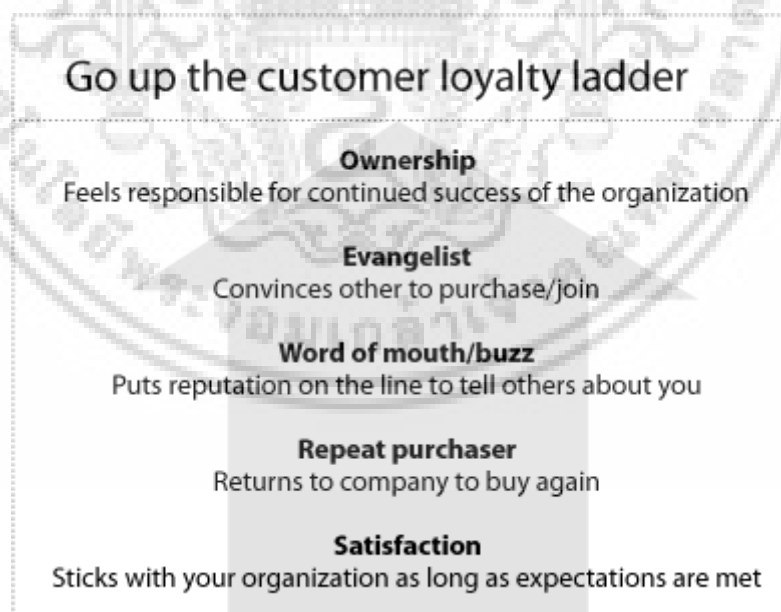 Go up the customer loyalty ladder
Ownership
Feels responsible for continued success of the organization
Evangelist
Convinces other to purchase/join
Word of mouth/buzz
Puts reputation on the line to tell others about you
Repeat purchaser
Returns to company to buy again
Satisfaction
Sticks with your organization as long as expectations are met